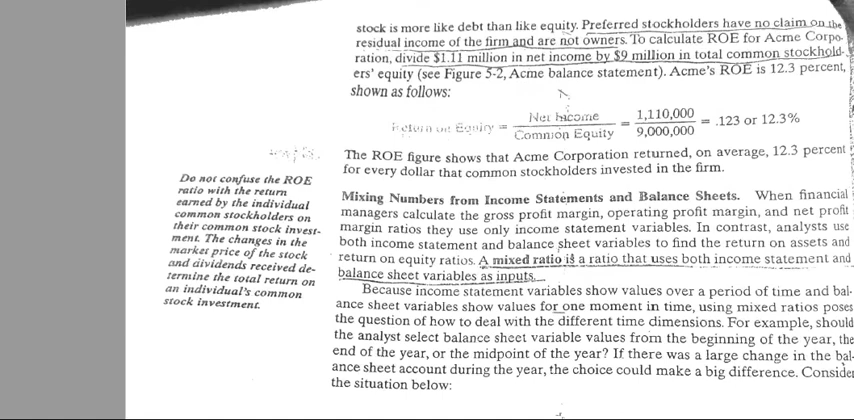 stock is more like debt than like equity. Preferred stockholders have no claim on the
residual income of the firm and are not owners. To calculate ROE for Acme Corpo-
ration, divide $1.11 million in net income by $9 million in total common stockhold-
ers' equity (see Figure 5-2, Acme balance statement). Acme's ROE is 12.3 percent,
shown as follows:
Return on Equity = Net Income / Common Equity = 1,110,000 / 9,000,000 = .123 or 12.3%
The ROE figure shows that Acme Corporation returned, on average, 12.3 percent
for every dollar that common stockholders invested in the firm.
Do not confuse the ROE
ratio with the return
earned by the individual
common stockholders on
their common stock invest-
ment. The changes in the
market price of the stock
and dividends received de-
termine the total return on
an individual's common
stock investment.
Mixing Numbers from Income Statements and Balance Sheets. When financial
managers calculate the gross profit margin, operating profit margin, and net profit
margin ratios they use only income statement variables. In contrast, analysts use
both income statement and balance sheet variables to find the return on assets and
return on equity ratios. A mixed ratio is a ratio that uses both income statement and
balance sheet variables as inputs.
Because income statement variables show values over a period of time and bal-
ance sheet variables show values for one moment in time, using mixed ratios poses
the question of how to deal with the different time dimensions. For example, should
the analyst select balance sheet variable values from the beginning of the year, the
end of the year, or the midpoint of the year? If there was a large change in the bal-
ance sheet account during the year, the choice could make a big difference. Consider
the situation below: